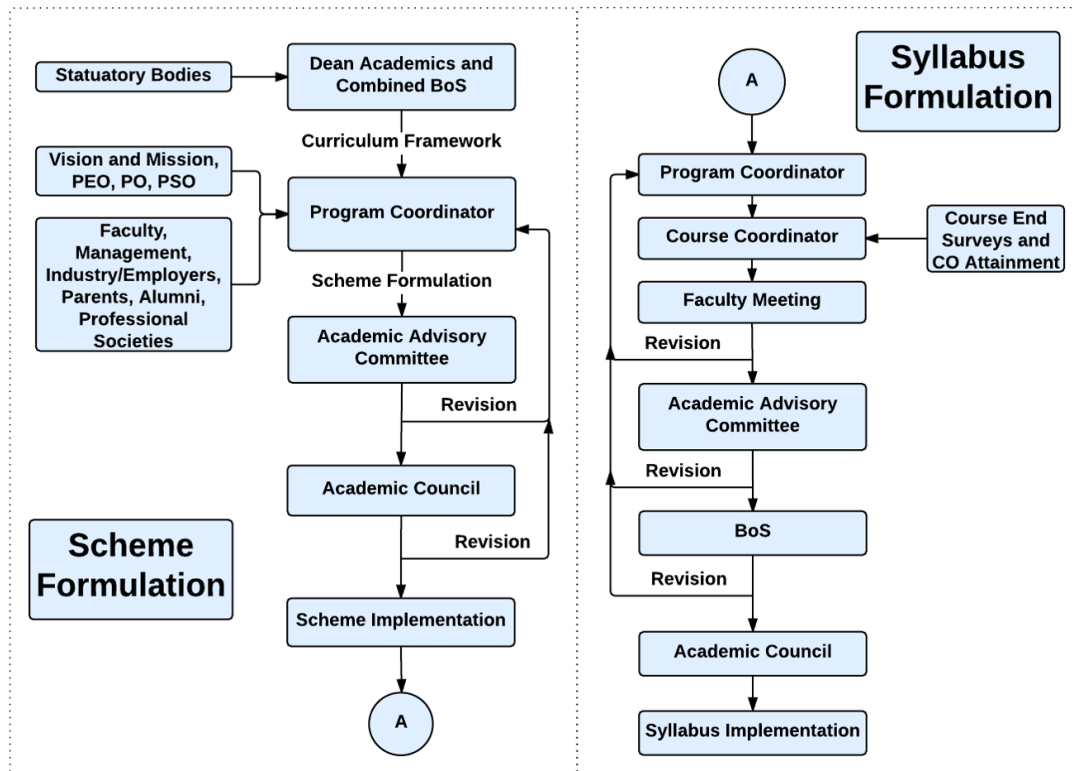 Statuatory Bodies
Dean Academics and
Combined BoS
Curriculum Framework
Vision and Mission,
PEO, PO, PSO
Program Coordinator
Faculty,
Management,
Industry/Employers,
Parents, Alumni,
Professional
Societies
Scheme Formulation
Academic Advisory
Committee
Revision
Academic Council
Revision
Scheme
Formulation
Scheme Implementation
A
Syllabus
Formulation
A
Program Coordinator
Course Coordinator
Course End
Surveys and
CO Attainment
Faculty Meeting
Revision
Academic Advisory
Committee
Revision
BoS
Revision
Academic Council
Syllabus Implementation